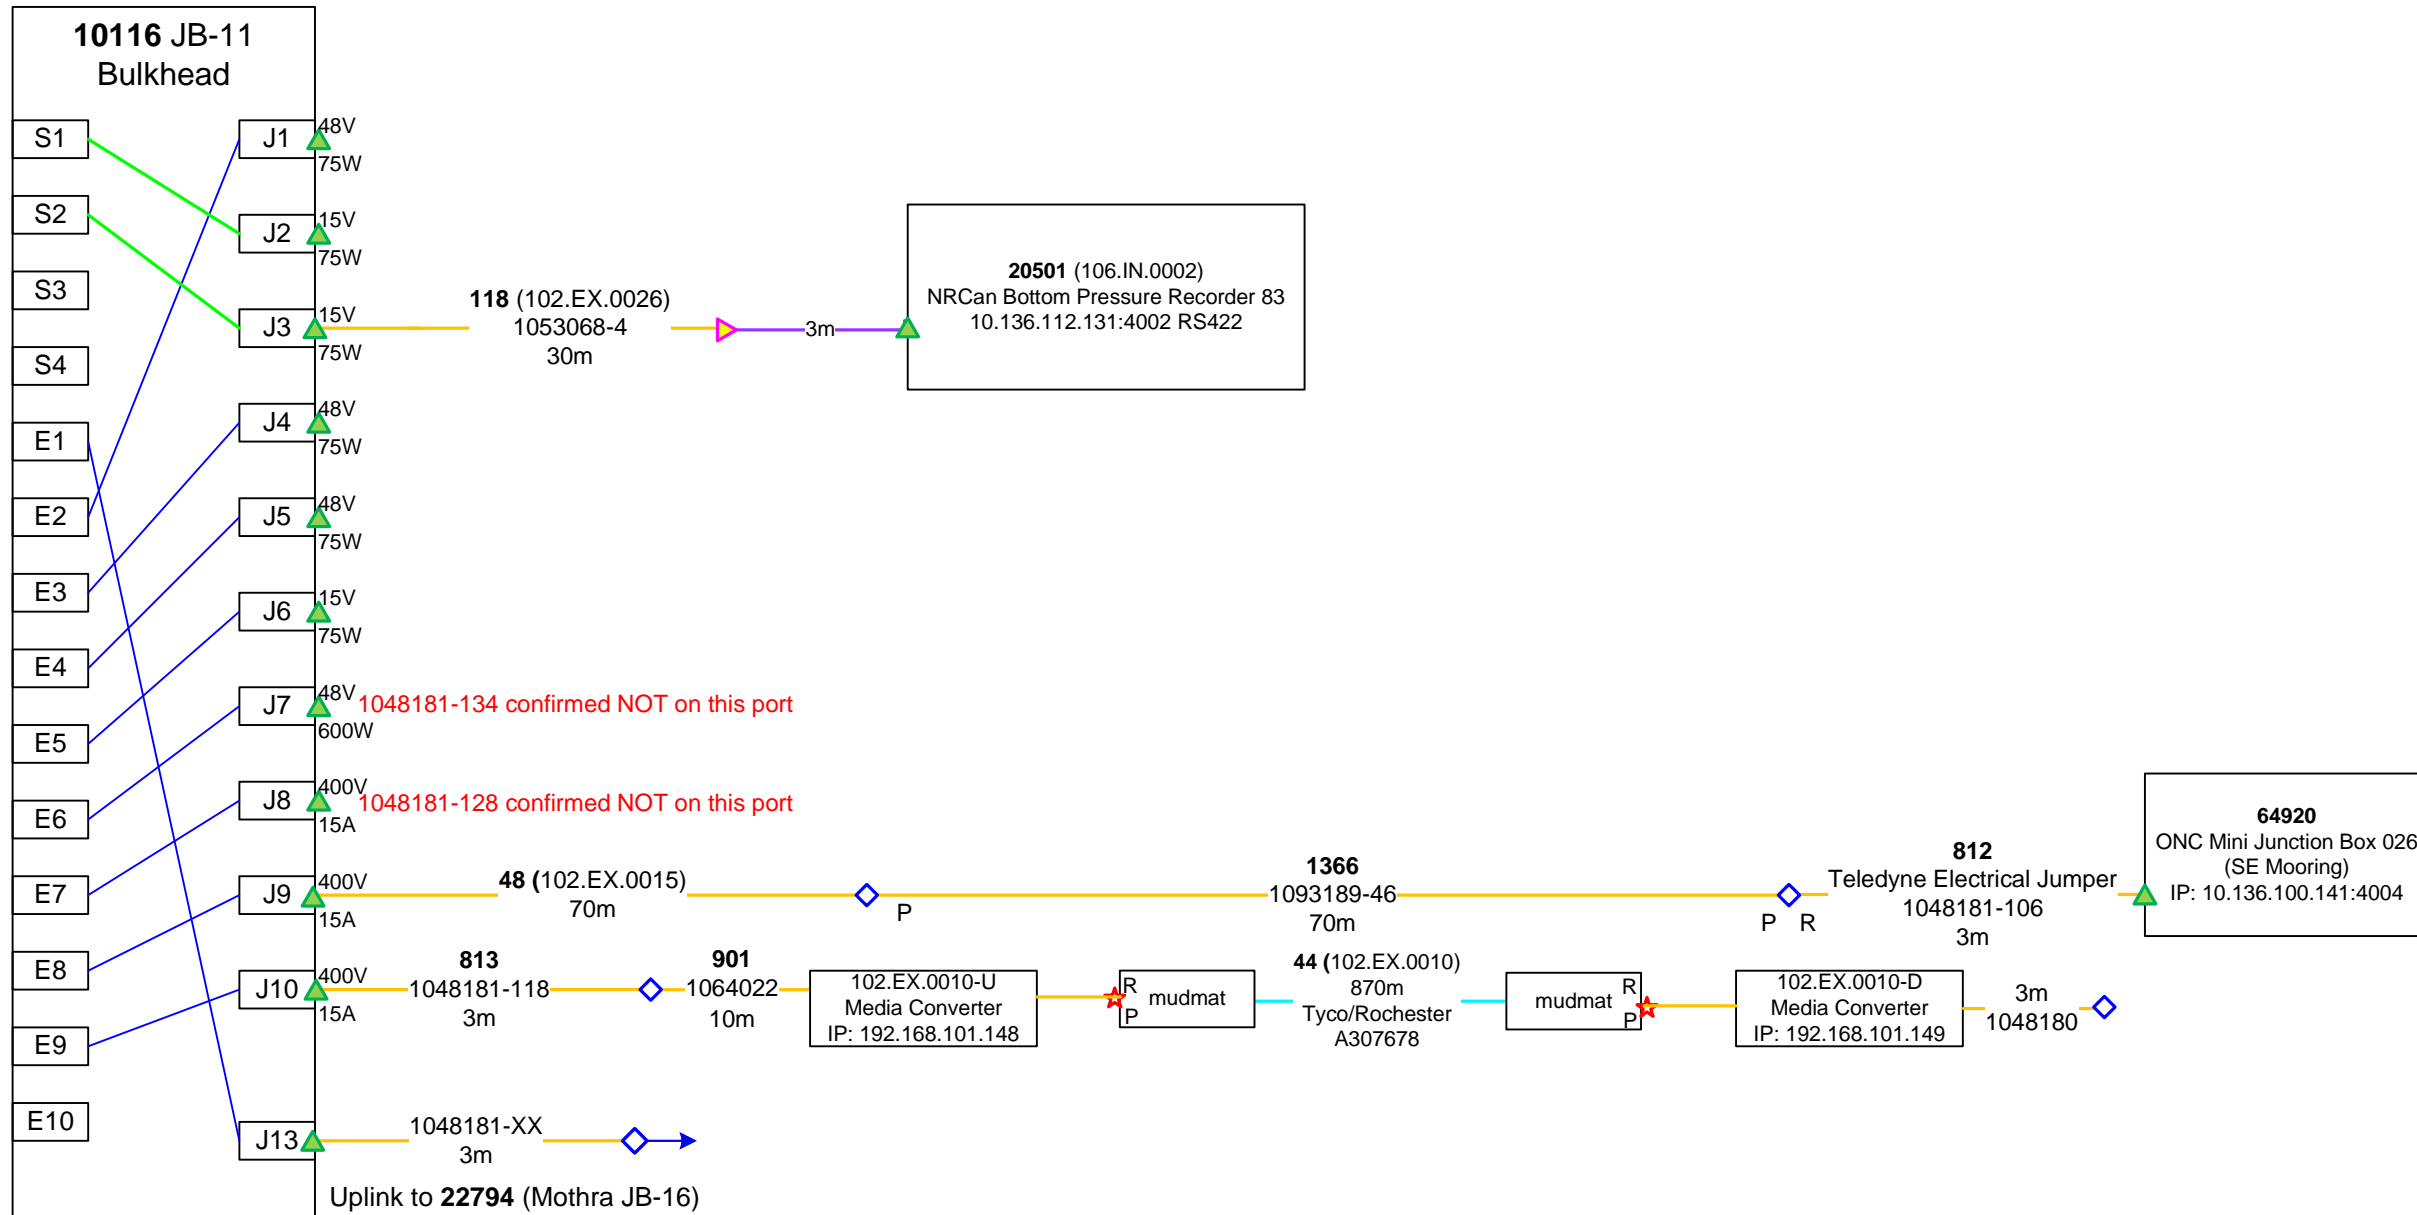 10116 JB-11
Bulkhead
S1
S2
S3
S4
E1
E2
E3
E4
E5
E6
E7
E8
E9
E10
J1
48V
75W
J2
15V
75W
J3
15V
75W
118 (102.EX.0026)
1053068-4
30m
3m
20501 (106.IN.0002)
NRCan Bottom Pressure Recorder 83
10.136.112.131:4002 RS422
J4
48V
75W
J5
48V
75W
J6
15V
75W
J7
48V
600W
1048181-134 confirmed NOT on this port
J8
400V
15A
1048181-128 confirmed NOT on this port
J9
400V
15A
48 (102.EX.0015)
70m
P
1366
1093189-46
70m
P R
812
Teledyne Electrical Jumper
1048181-106
3m
64920
ONC Mini Junction Box 026
(SE Mooring)
IP: 10.136.100.141:4004
J10
400V
15A
813
1048181-118
3m
901
1064022
10m
102.EX.0010-U
Media Converter
IP: 192.168.101.148
R
P
mudmat
44 (102.EX.0010)
870m
Tyco/Rochester
A307678
mudmat
R
P
102.EX.0010-D
Media Converter
IP: 192.168.101.149
3m
1048180
J13
1048181-XX
3m
Uplink to 22794 (Mothra JB-16)